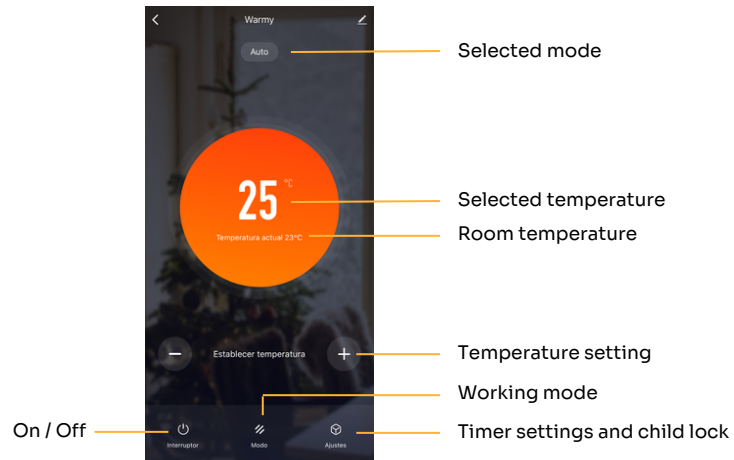 Warmy
Auto
Selected mode
25 °C
Selected temperature
Temperatura actual 23°C
Room temperature
Establecer temperatura
Temperature setting
Working mode
On / Off
Timer settings and child lock
Interruptor
Modo
Ajustes